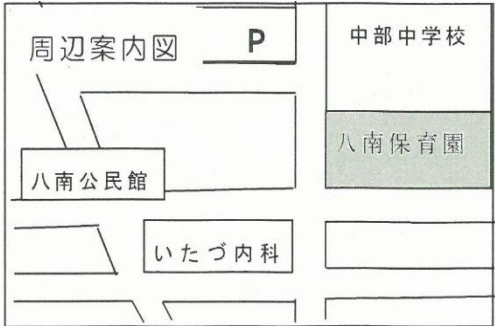 周辺案内図
P
中部中学校
八南保育園
八南公民館
いたづ内科